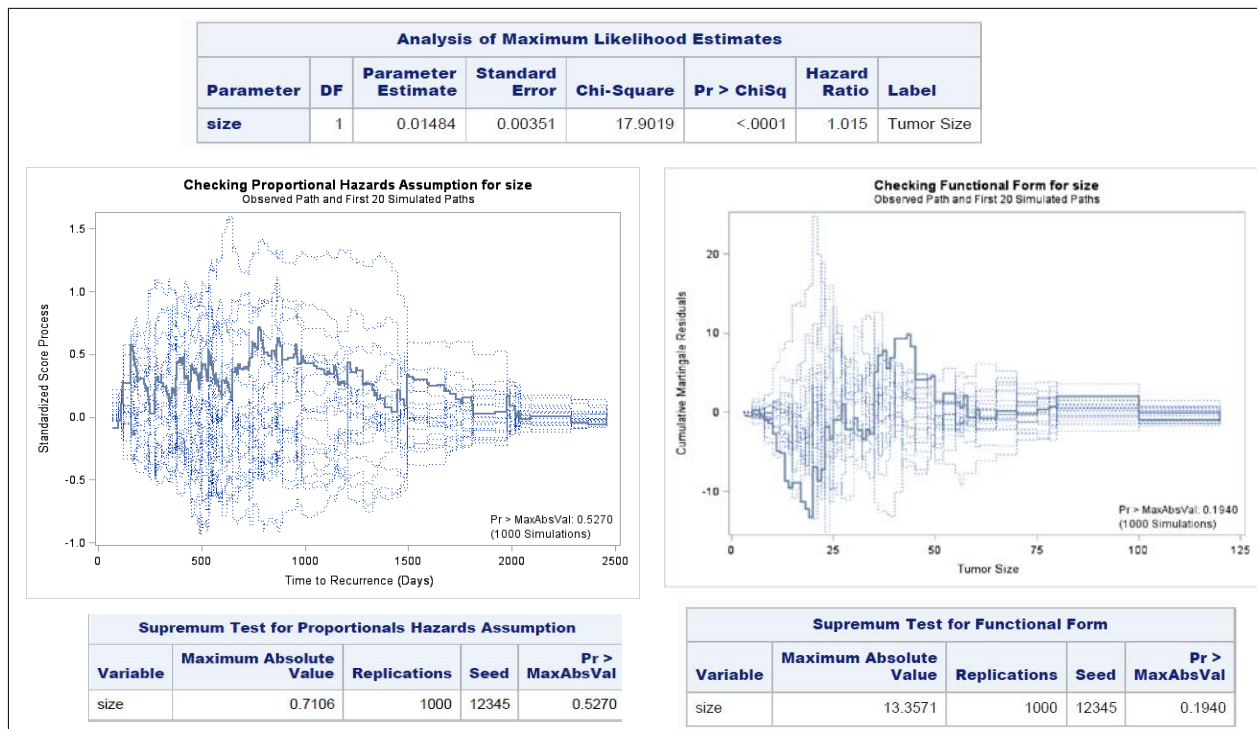 Analysis of Maximum Likelihood Estimates
Parameter DF Parameter Estimate Standard Error Chi-Square Pr > ChiSq Hazard Ratio Label
size 1 0.01484 0.00351 17.9019 <.0001 1.015 Tumor Size
Checking Proportional Hazards Assumption for size
Observed Path and First 20 Simulated Paths
Standardized Score Process
1.5
1.0
0.5
0.0
-0.5
-1.0
Pr > MaxAbsVal: 0.5270
(1000 Simulations)
0 500 1000 1500 2000 2500
Time to Recurrence (Days)
Checking Functional Form for size
Observed Path and First 20 Simulated Paths
Cumulative Martingale Residuals
20
10
0
-10
Pr > MaxAbsVal: 0.1940
(1000 Simulations)
0 25 50 75 100 125
Tumor Size
Supremum Test for Proportionals Hazards Assumption
Variable Maximum Absolute Value Replications Seed Pr > MaxAbsVal
size 0.7106 1000 12345 0.5270
Supremum Test for Functional Form
Variable Maximum Absolute Value Replications Seed Pr > MaxAbsVal
size 13.3571 1000 12345 0.1940